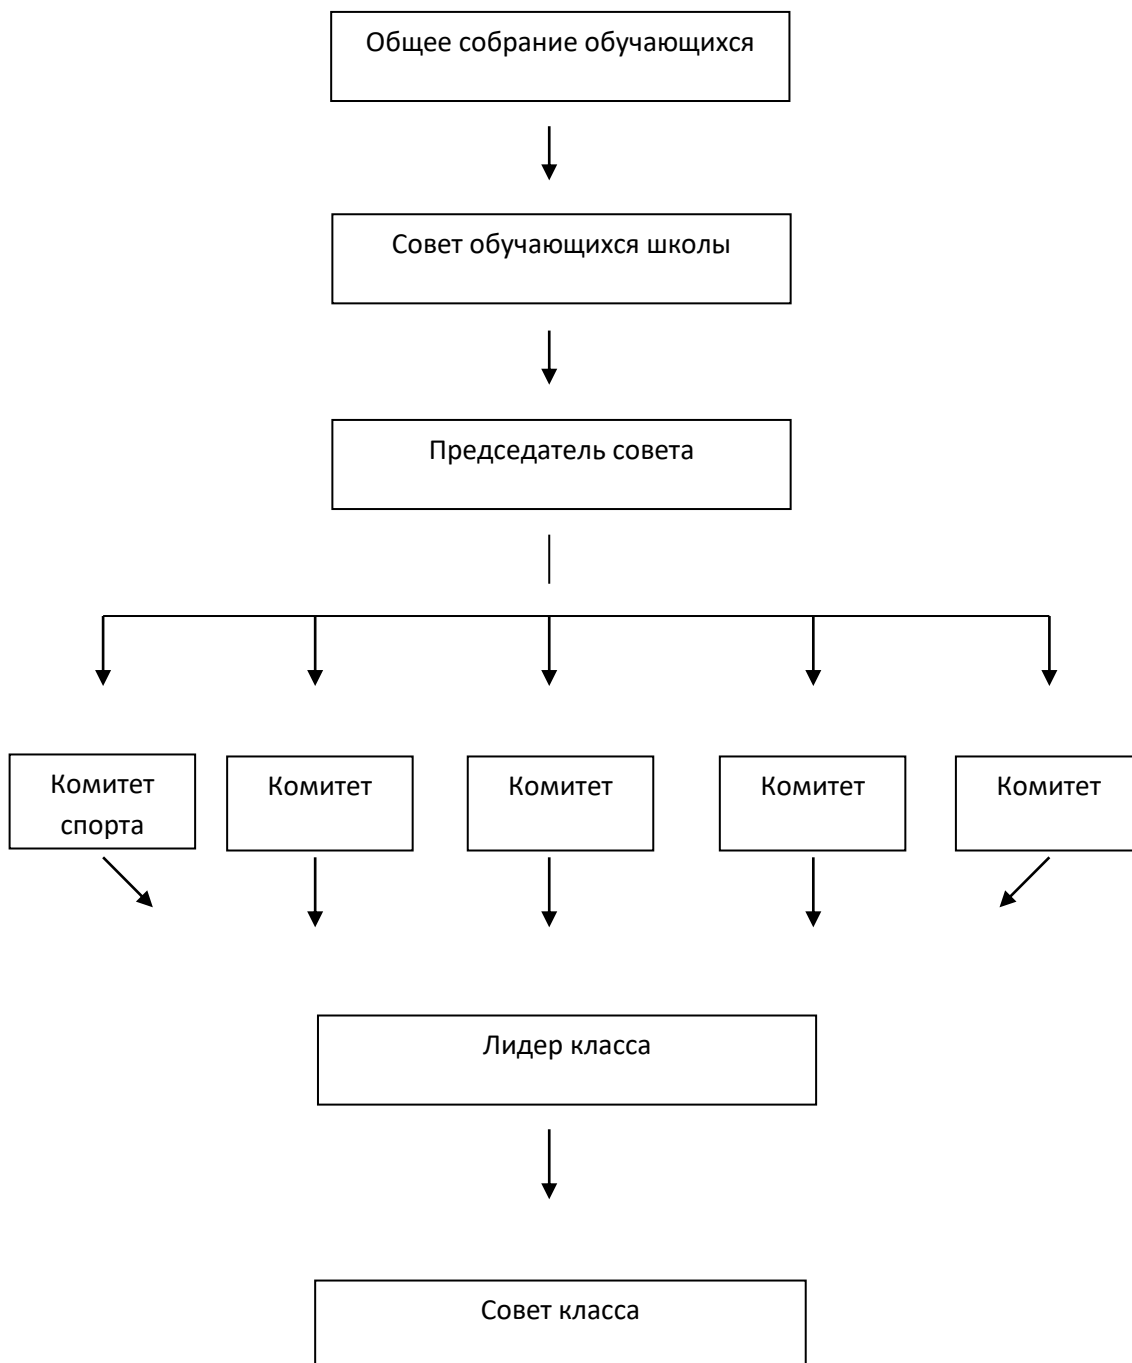 Общее собрание обучающихся
Совет обучающихся школы
Председатель совета
Комитет
спорта
Комитет
Комитет
Комитет
Комитет
Лидер класса
Совет класса